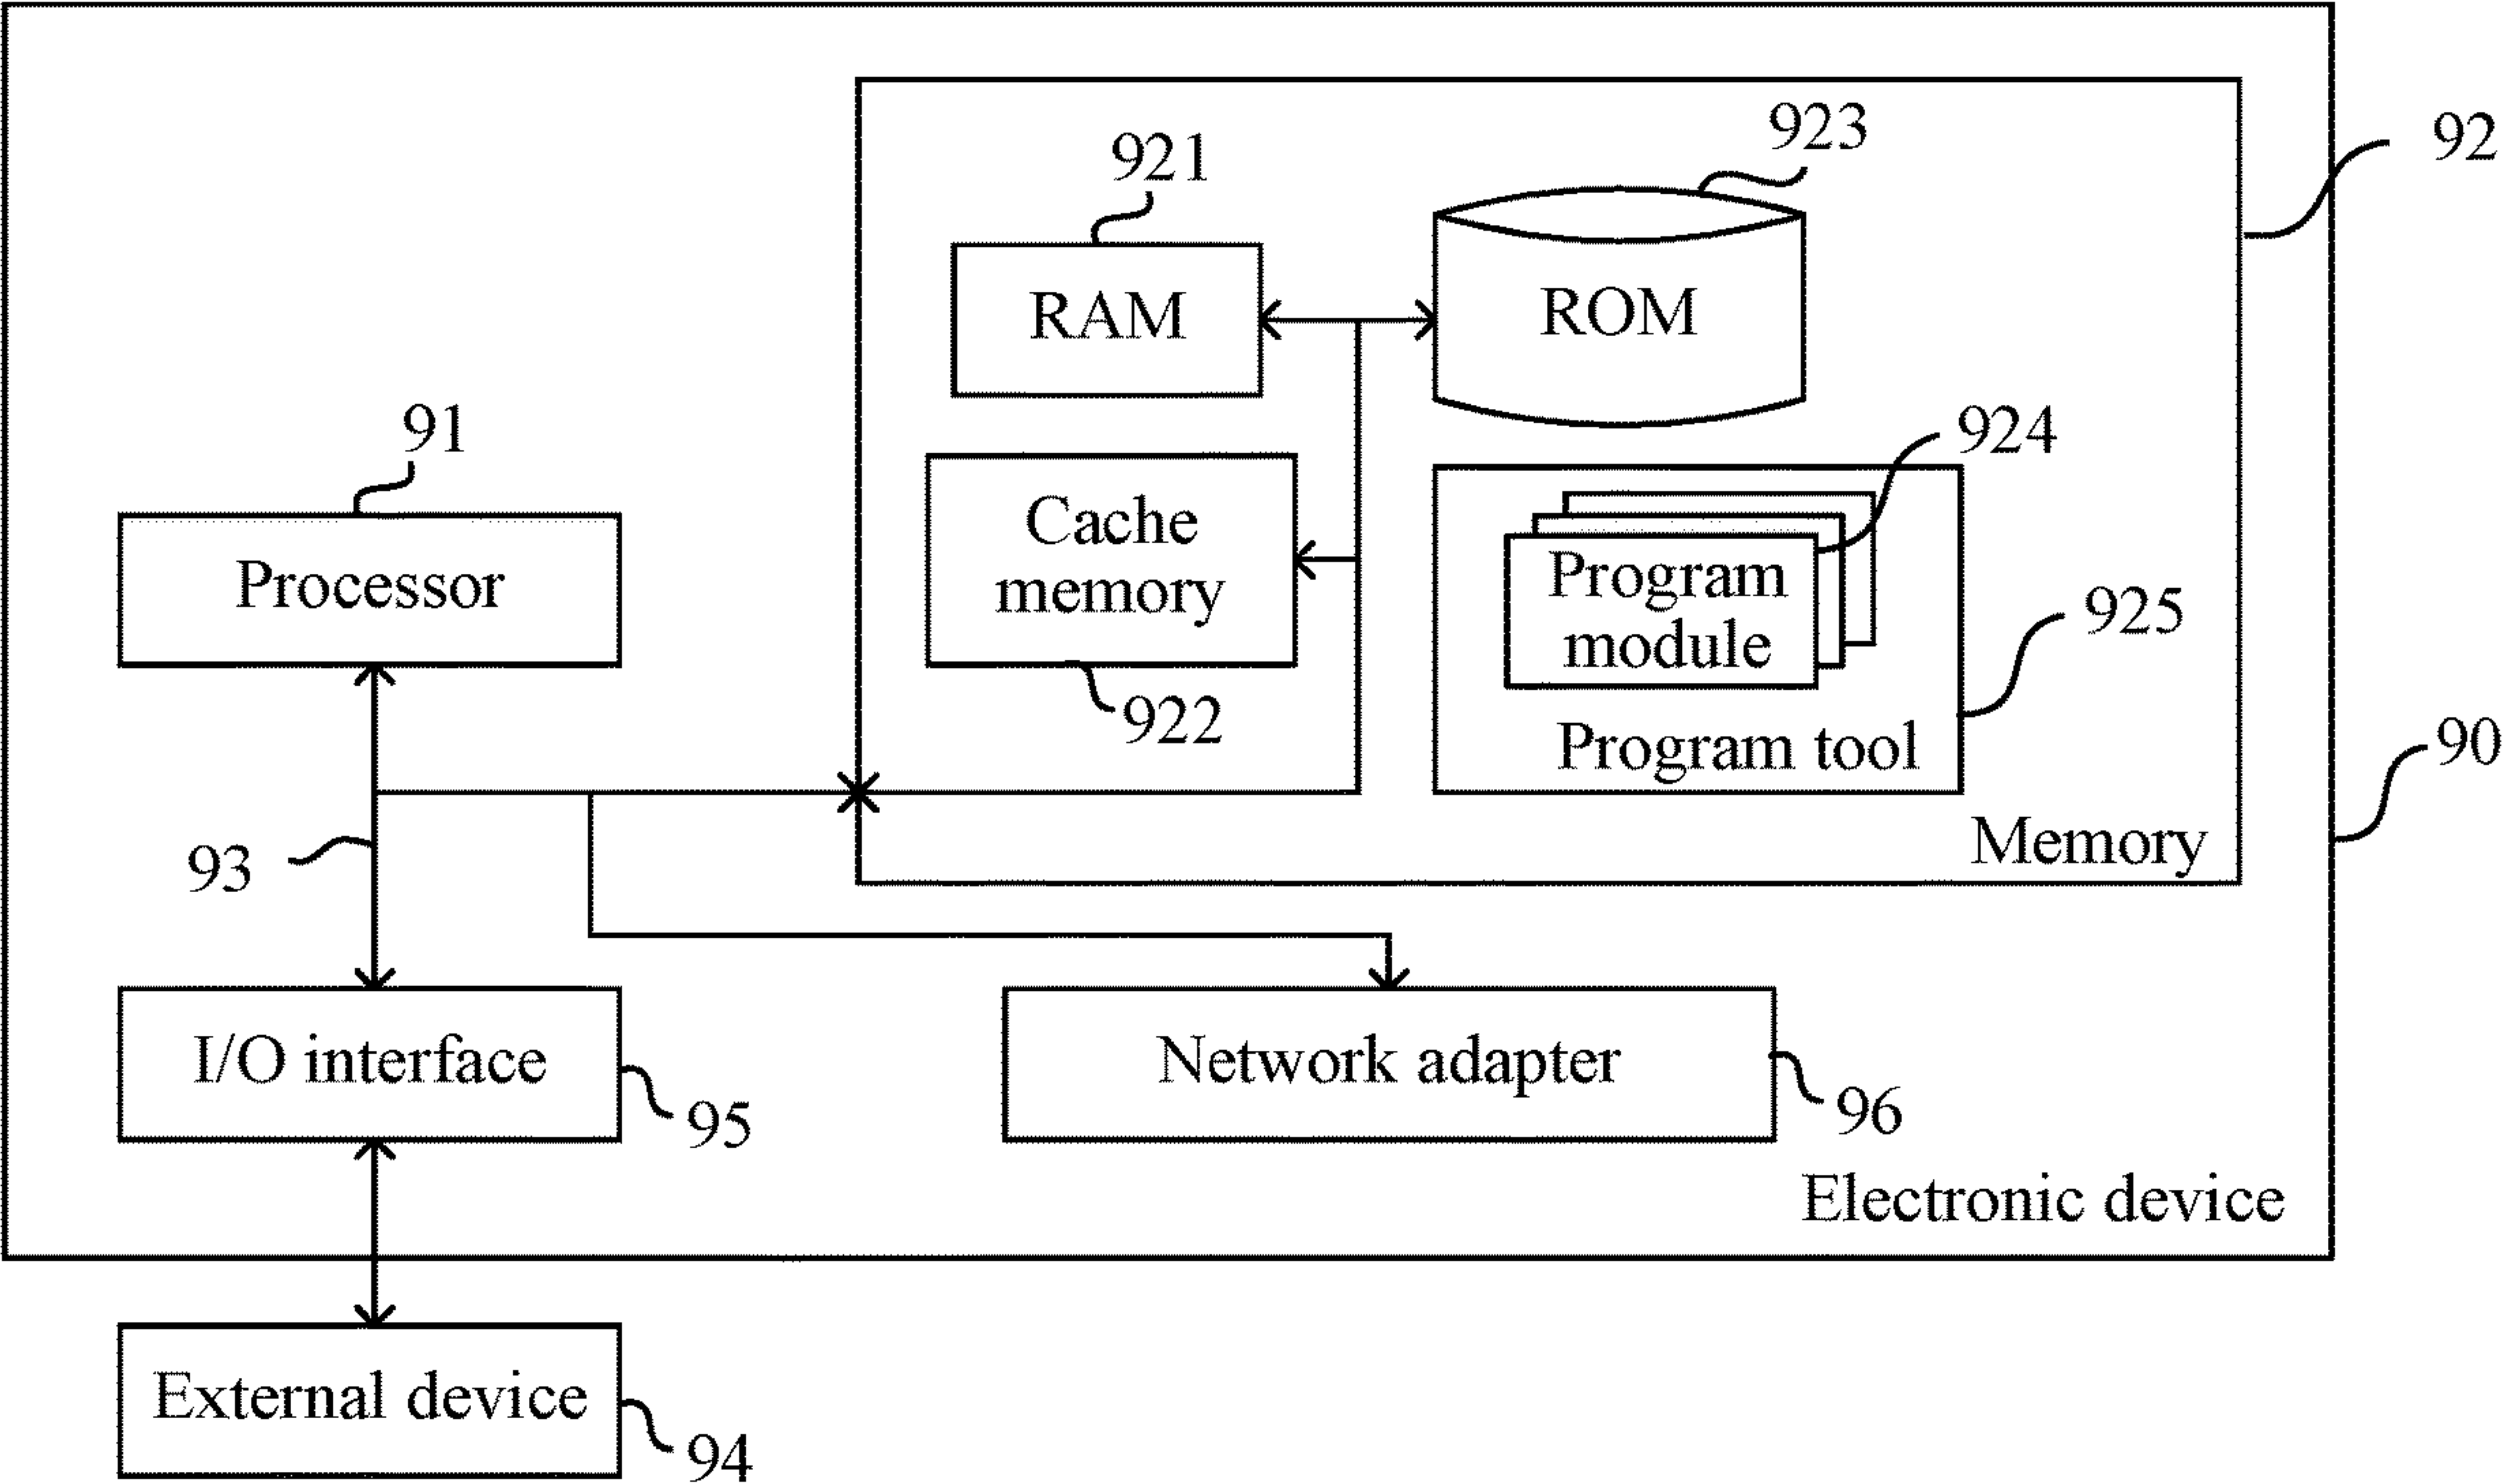 923
92
921
RAM
ROM
91
924
Cache
memory
Processor
Program
module
925
922
Program tool
90
Memory
93
I/O interface
Network adapter
95
96
Electronic device
External device
94